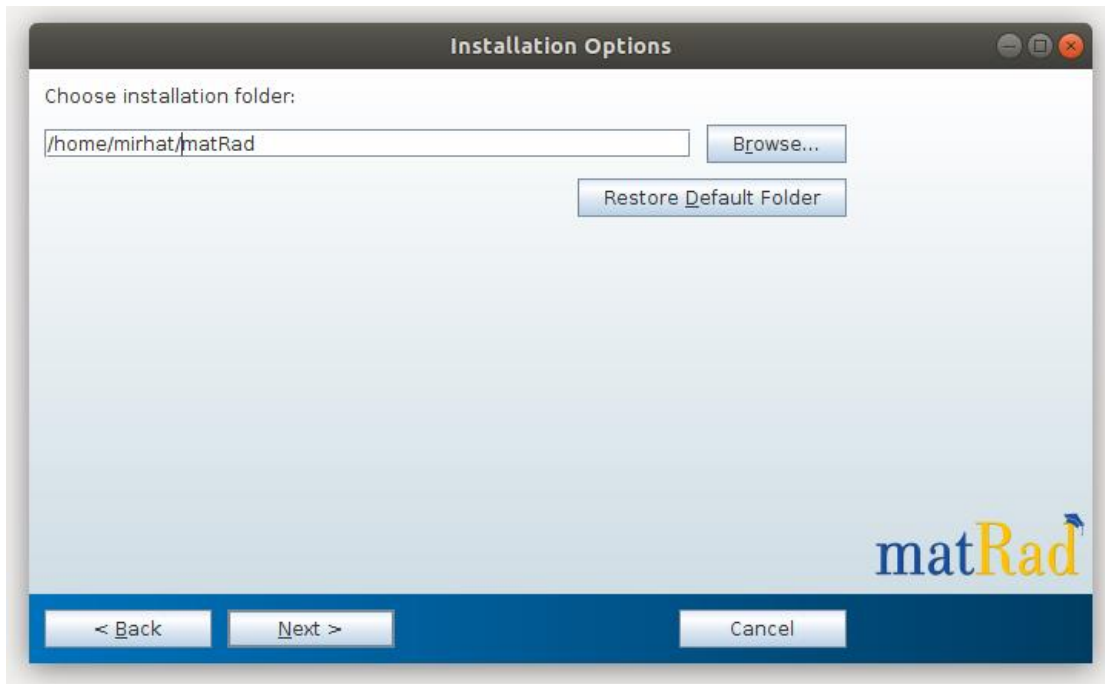 Installation Options
Choose installation folder:
/home/mirhat/matRad
Browse...
Restore Default Folder
matRad
< Back
Next >
Cancel